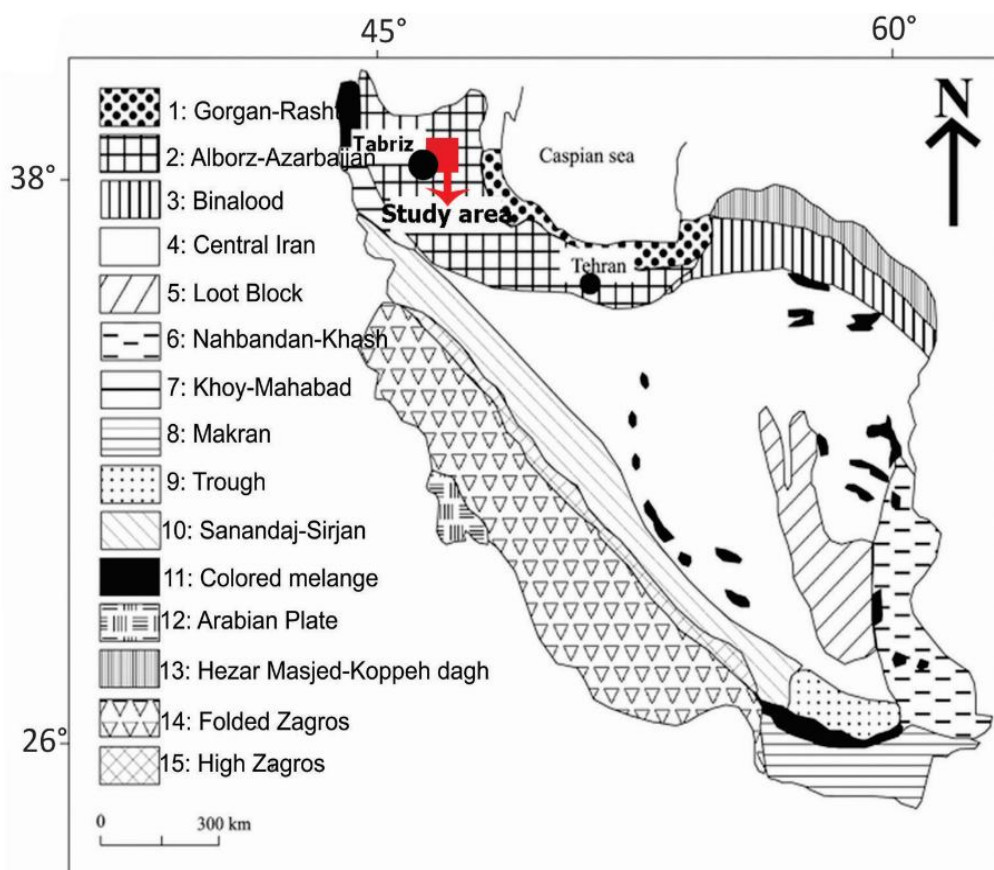 45°
60°
38°
26°
1: Gorgan-Rasht
2: Alborz-Azarbaijan
3: Binalood
4: Central Iran
5: Loot Block
6: Nahbandan-Khash
7: Khoy-Mahabad
8: Makran
9: Trough
10: Sanandaj-Sirjan
11: Colored melange
12: Arabian Plate
13: Hezar Masjed-Koppeh dagh
14: Folded Zagros
15: High Zagros
0 300 km
Tabriz
Study area
Caspian sea
Tehran
N